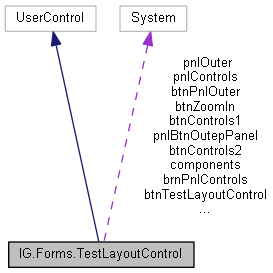 UserControl
System
pnlOuter
pnlControls
btnPnlOuter
btnZoomIn
btnControls1
pnlBtnOutepPanel
btnControls2
components
brnPnlControls
btnTestLayoutControl
...
IG.Forms.TestLayoutControl